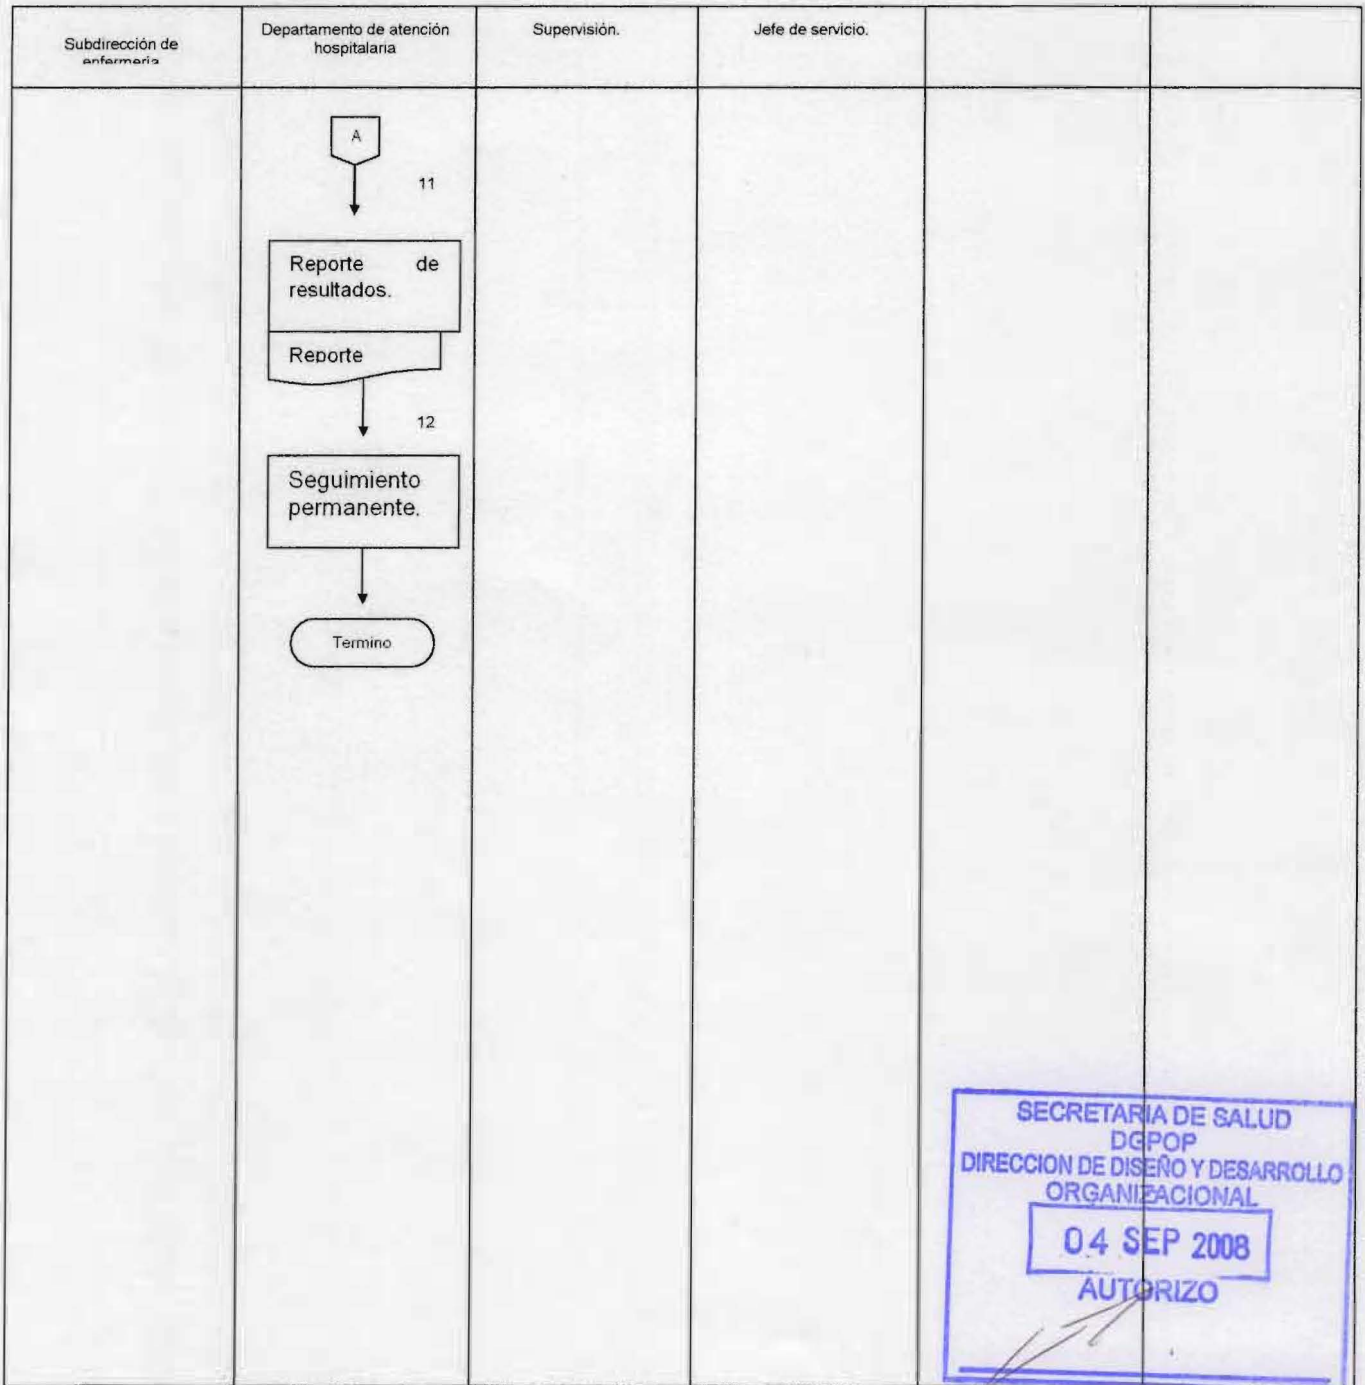 Subdirección de
enfermería
Departamento de atención
hospitalaria
Supervisión.
Jefe de servicio.
A
11
Reporte de
resultados.
Reporte
12
Seguimiento
permanente.
Termino
SECRETARIA DE SALUD
DGPOP
DIRECCION DE DISEÑO Y DESARROLLO
ORGANIZACIONAL
04 SEP 2008
AUTORIZO